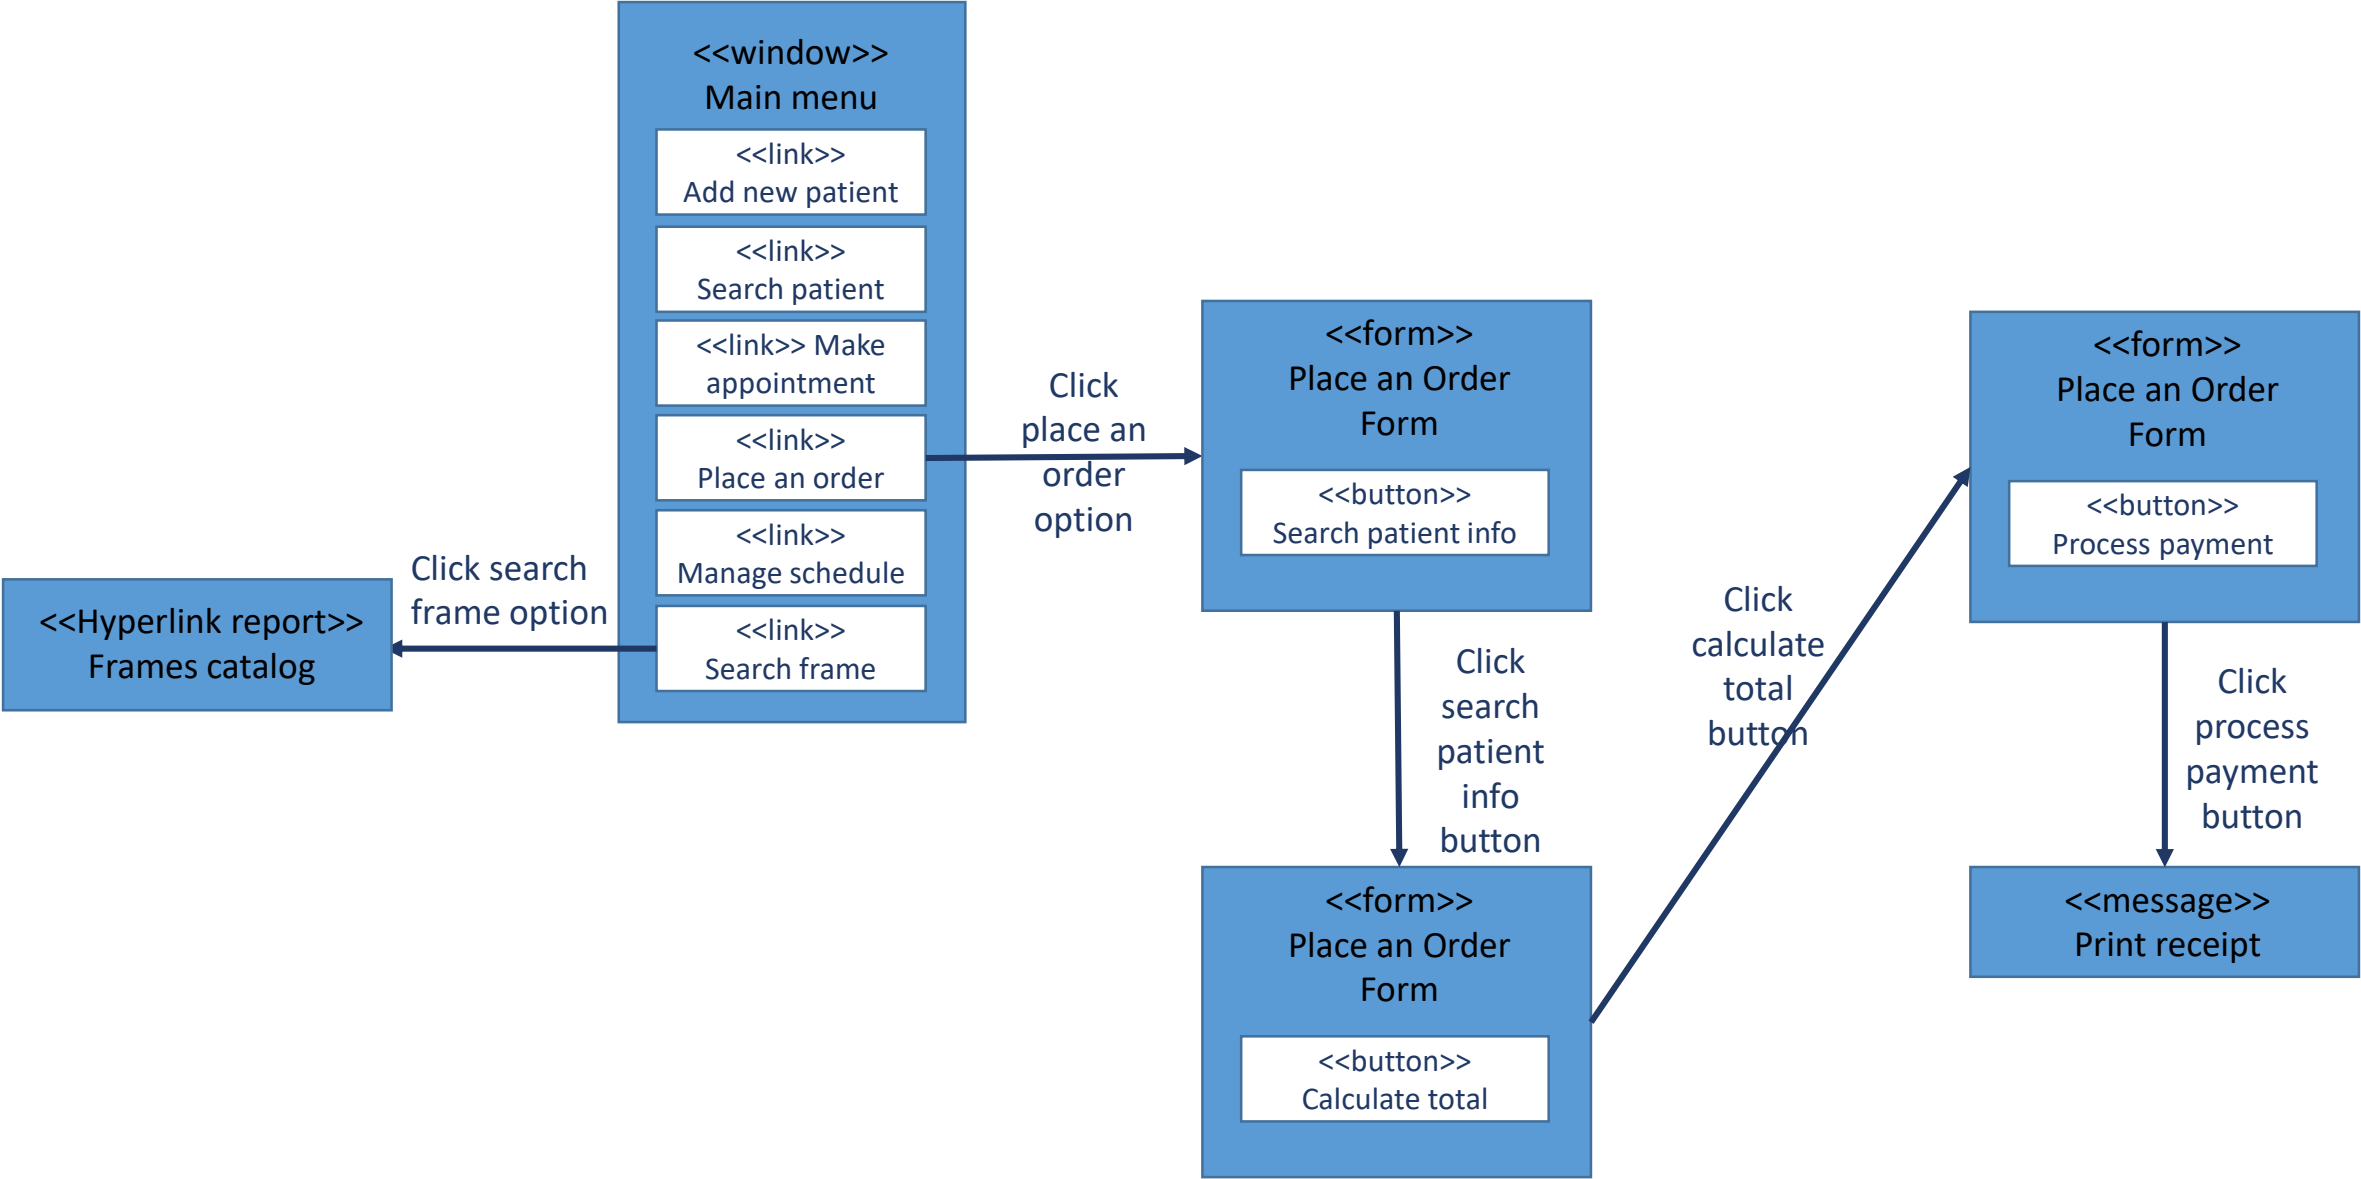 <<window>>
Main menu
<<link>>
Add new patient
<<link>>
Search patient
<<link>> Make
appointment
<<link>>
Place an order
<<link>>
Manage schedule
<<link>>
Search frame
Click search
frame option
<<Hyperlink report>>
Frames catalog
Click
place an
order
option
<<form>>
Place an Order
Form
<<button>>
Search patient info
Click
search
patient
info
button
<<form>>
Place an Order
Form
<<button>>
Calculate total
Click
calculate
total
button
<<form>>
Place an Order
Form
<<button>>
Process payment
Click
process
payment
button
<<message>>
Print receipt